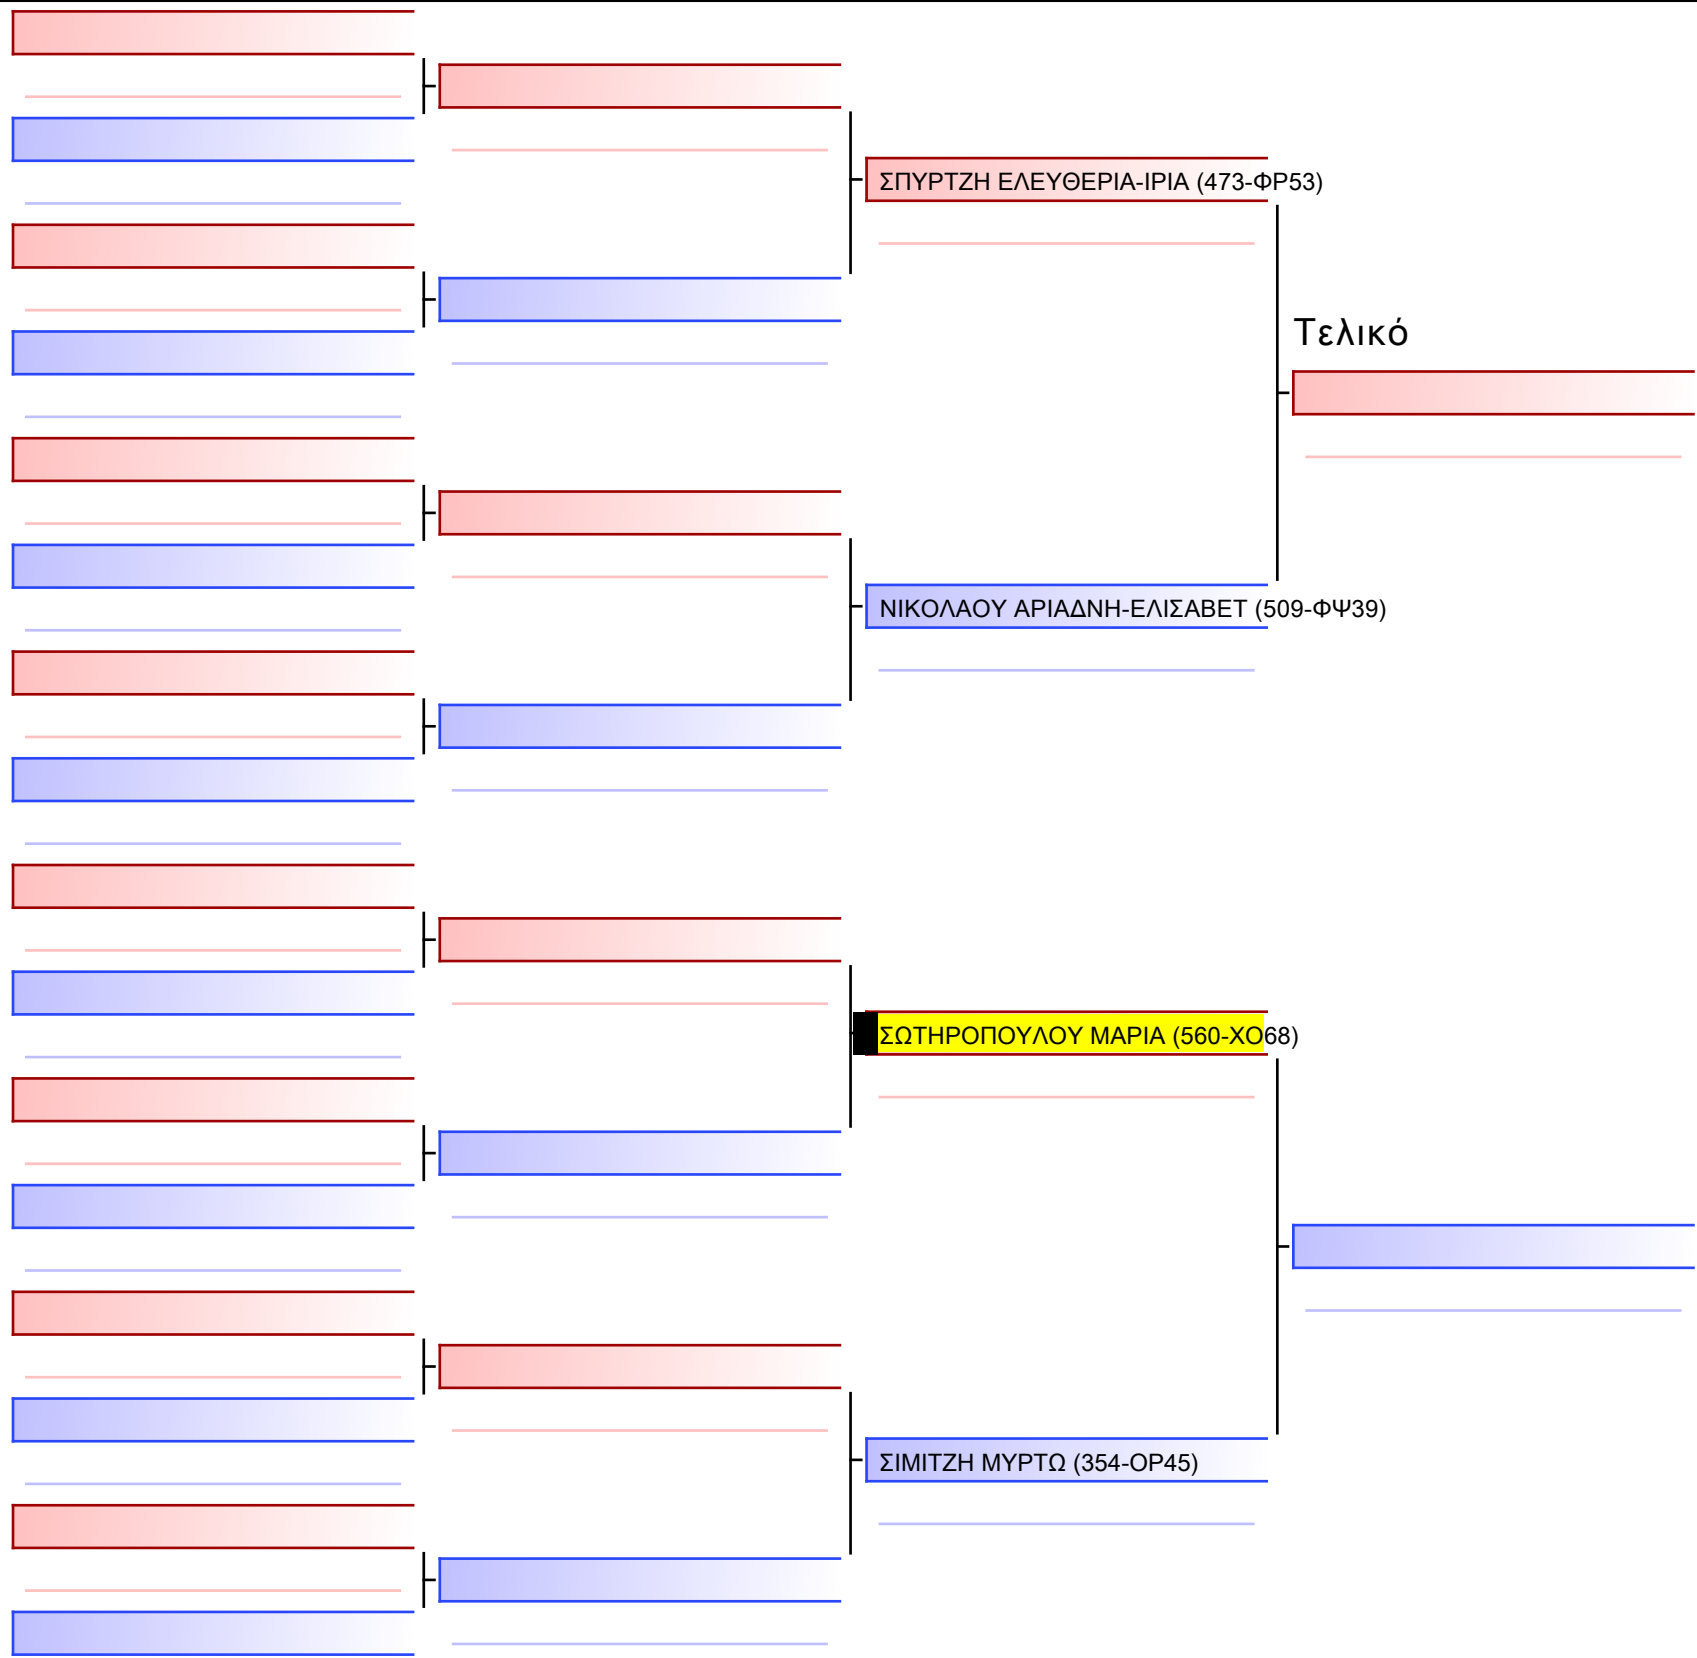 ΣΠΥΡΤΖΗ ΕΛΕΥΘΕΡΙΑ-ΙΡΙΑ (473-ΦΡ53)
Τελικό
ΝΙΚΟΛΑΟΥ ΑΡΙΑΔΝΗ-ΕΛΙΣΑΒΕΤ (509-ΦΨ39)
ΣΩΤΗΡΟΠΟΥΛΟΥ ΜΑΡΙΑ (560-ΧΟ68)
ΣΙΜΙΤΖΗ ΜΥΡΤΩ (354-ΟΡ45)